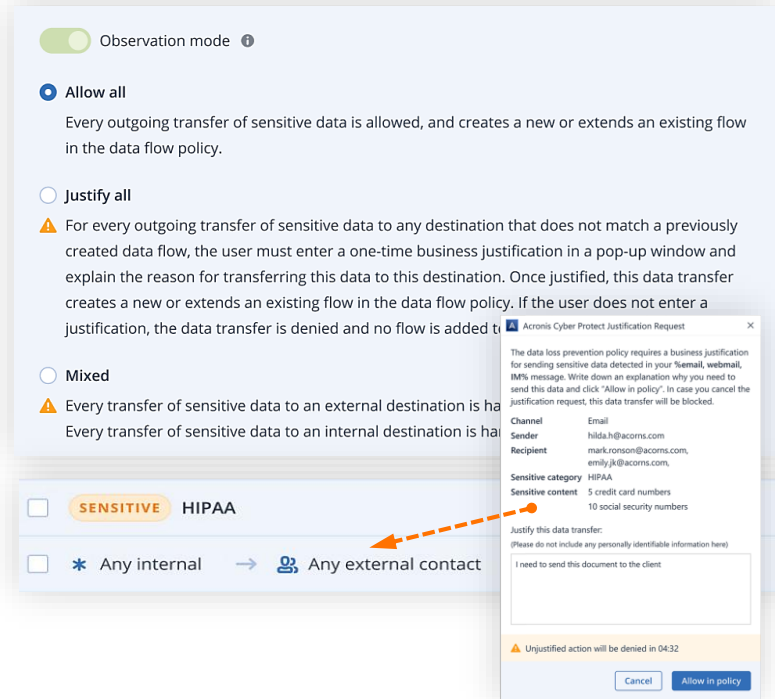 Observation mode
Allow all
Every outgoing transfer of sensitive data is allowed, and creates a new or extends an existing flow
in the data flow policy.
Justify all
For every outgoing transfer of sensitive data to any destination that does not match a previously
created data flow, the user must enter a one-time business justification in a pop-up window and
explain the reason for transferring this data to this destination. Once justified, this data transfer
creates a new or extends an existing flow in the data flow policy. If the user does not enter a
justification, the data transfer is denied and no flow is added
Mixed
Every transfer of sensitive data to an external destination is
Every transfer of sensitive data to an internal destination is
SENSITIVE HIPAA
Any internal → Any external contact
A Acronis Cyber Protect Justification Request
The data loss prevention policy requires a business justification
for sending sensitive data detected in your %email, webmail,
IM% message. Write down an explanation why you need to
send this data and click "Allow in policy". In case you cancel the
justification request, this data transfer will be blocked.
Channel Email
Sender hilda.h@acorns.com
Recipient mark.ronson@acorns.com,
emily.jk@acorns.com,
Sensitive category HIPAA
Sensitive content 5 credit card numbers
10 social security numbers
Justify this data transfer:
(Please do not include any personally identifiable information here)
I need to send this document to the client
Unjustified action will be denied in 04:32
Cancel Allow in policy